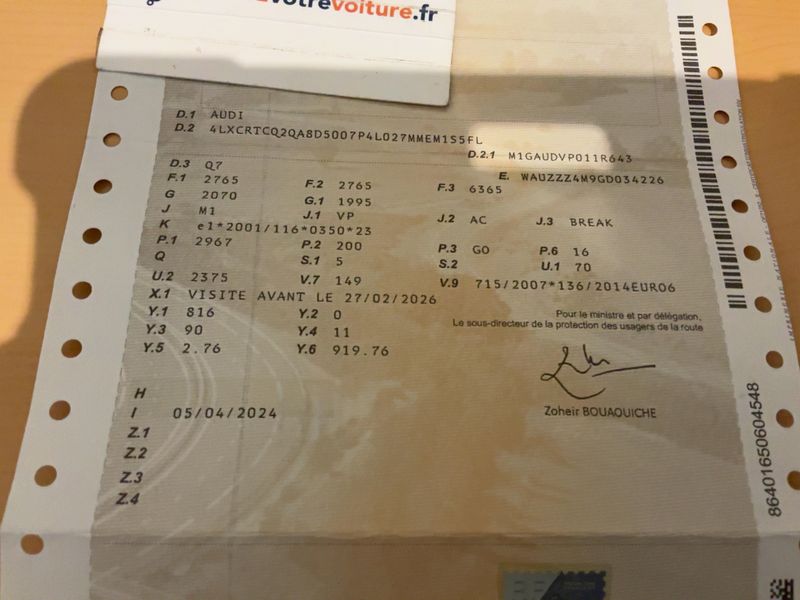 votrevoiture.fr
D.1 AUDI
D.2 4LXCRTCQ2QA8D5007P4L027MMEM1S5FL
D.2.1 M1GAUDVP011R643
D.3 Q7
E. WAUZZZ4M9GD034226
F.1 2765 F.2 2765 F.3 6365
G 2070 G.1 1995
J M1 J.1 VP J.2 AC J.3 BREAK
K e1*2001/116*0350*23
P.1 2967 P.2 200 P.3 GO P.6 16
Q S.1 5 S.2 U.1 70
U.2 2375 V.7 149 V.9 715/2007*136/2014EURO6
X.1 VISITE AVANT LE 27/02/2026
Y.1 816 Y.2 0
Y.3 90 Y.4 11
Y.5 2.76 Y.6 919.76
Pour le ministre et par délégation,
Le sous-directeur de la protection des usagers de la route
Zoheir BOUAOUICHE
H
I 05/04/2024
Z.1
Z.2
Z.3
Z.4
86401650604548